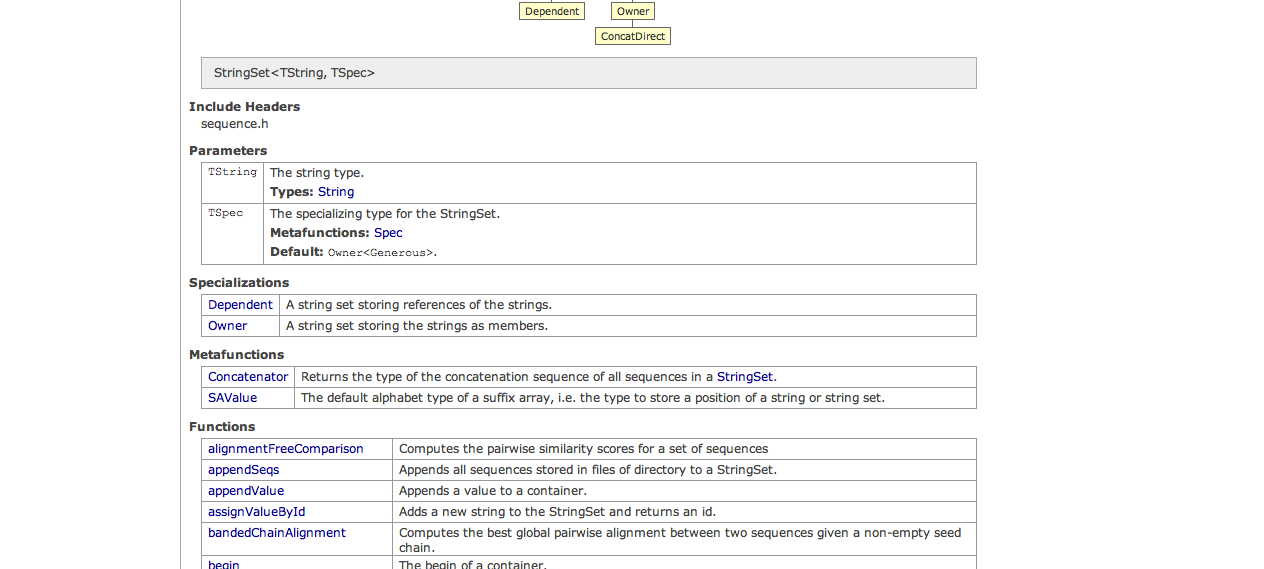 Dependent Owner
ConcatDirect
StringSet<TString, TSpec>
Include Headers
sequence.h
Parameters
TString The string type.
Types: String
TSpec The specializing type for the StringSet.
Metafunctions: Spec
Default: Owner<Generous>.
Specializations
Dependent A string set storing references of the strings.
Owner A string set storing the strings as members.
Metafunctions
Concatenator Returns the type of the concatenation sequence of all sequences in a StringSet.
SAValue The default alphabet type of a suffix array, i.e. the type to store a position of a string or string set.
Functions
alignmentFreeComparison Computes the pairwise similarity scores for a set of sequences
appendSeqs Appends all sequences stored in files of directory to a StringSet.
appendValue Appends a value to a container.
assignValueById Adds a new string to the StringSet and returns an id.
bandedChainAlignment Computes the best global pairwise alignment between two sequences given a non-empty seed
chain.
begin The begin of a container.